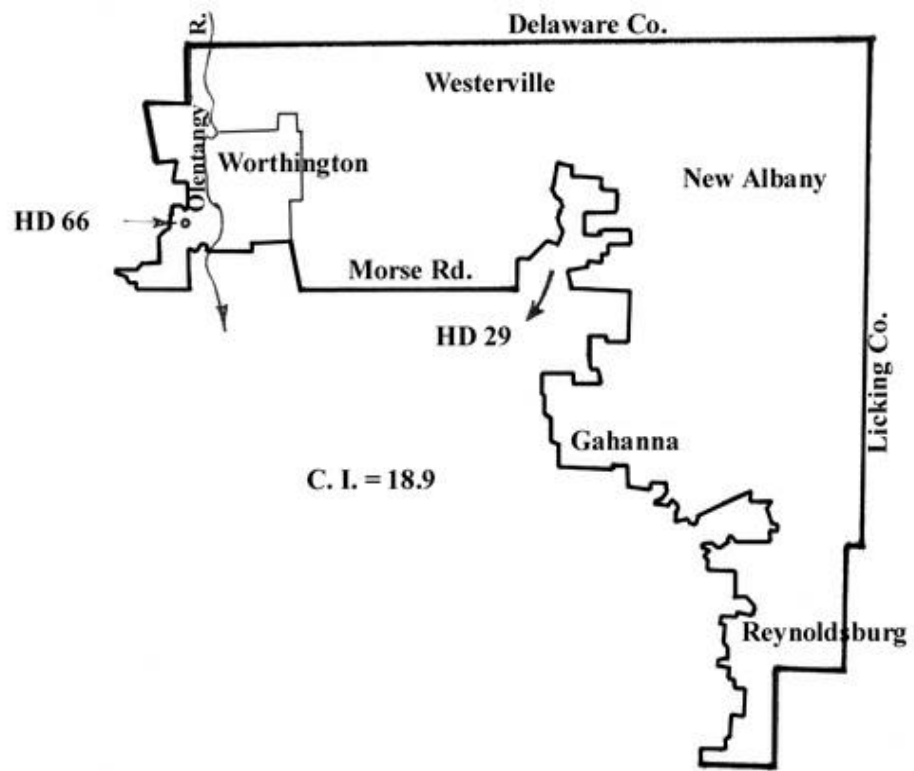 Delaware Co.
R.
Westerville
Olentangy
Worthington
New Albany
HD 66
Morse Rd.
HD 29
Licking Co.
Gahanna
C. I. = 18.9
Reynoldsburg